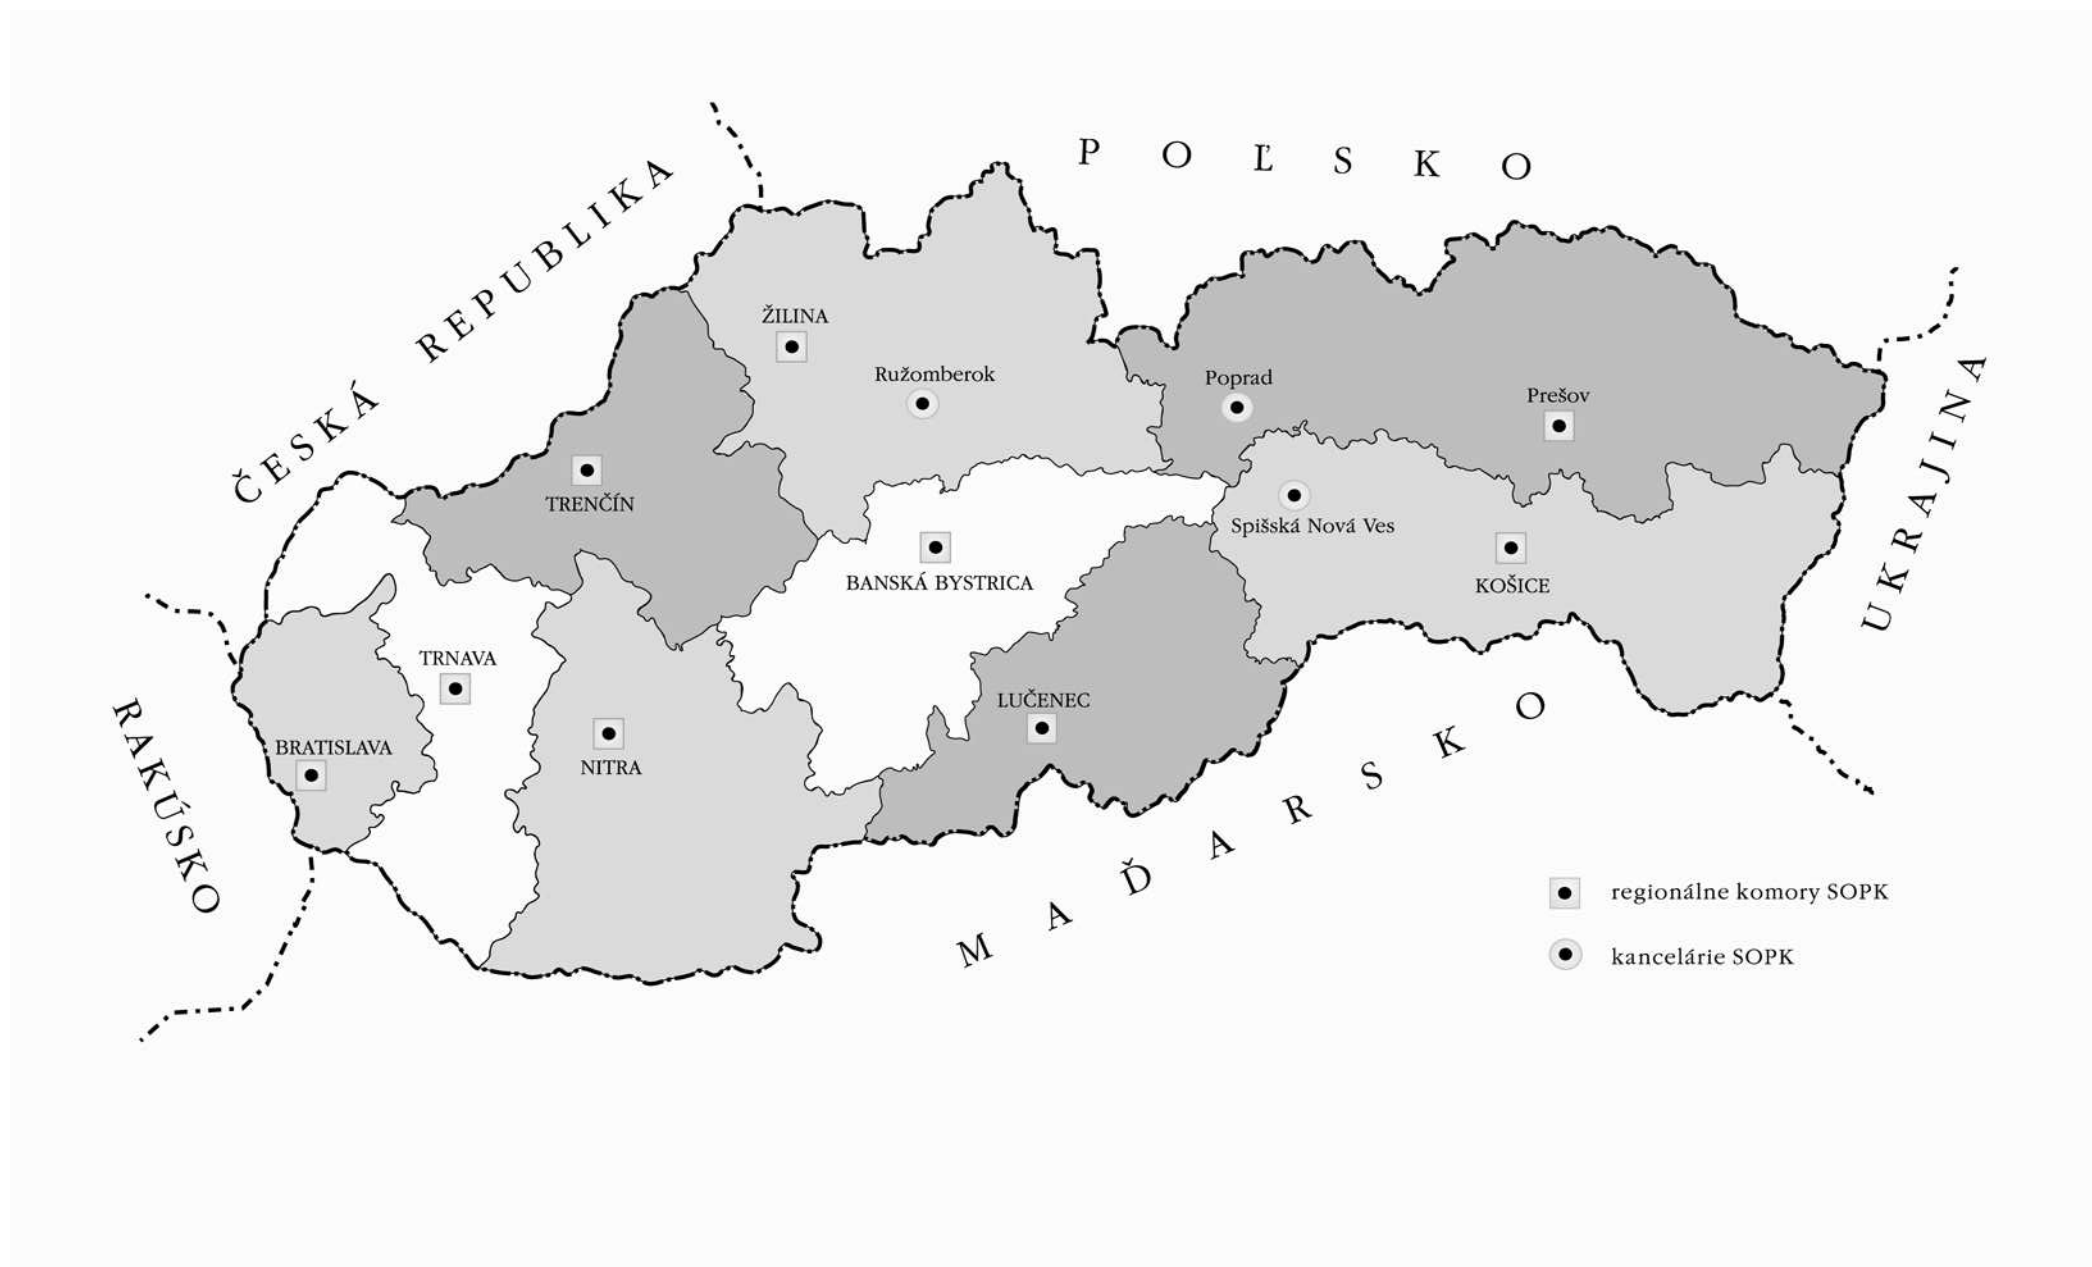 POĽSKO
ČESKÁ REPUBLIKA
ŽILINA
Ružomberok
Poprad
Prešov
UKRAJINA
TRENČÍN
Spišská Nová Ves
BANSKÁ BYSTRICA
KOŠICE
TRNAVA
LUČENEC
RAKÚSKO
BRATISLAVA
NITRA
MAĎARSKO
regionálne komory SOPK
kancelárie SOPK